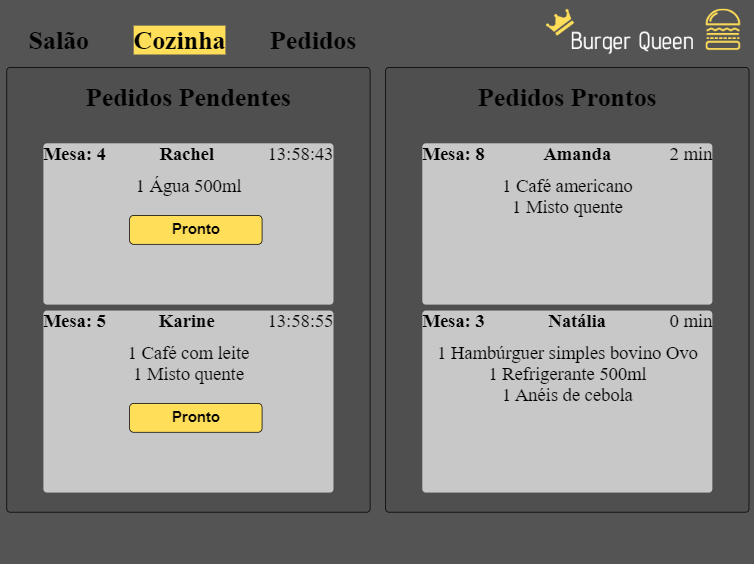 Salão Cozinha Pedidos Burger Queen
Pedidos Pendentes
Mesa: 4 Rachel 13:58:43
1 Água 500ml
Pronto
Mesa: 5 Karine 13:58:55
1 Café com leite
1 Misto quente
Pronto
Pedidos Prontos
Mesa: 8 Amanda 2 min
1 Café americano
1 Misto quente
Mesa: 3 Natália 0 min
1 Hambúrguer simples bovino Ovo
1 Refrigerante 500ml
1 Anéis de cebola